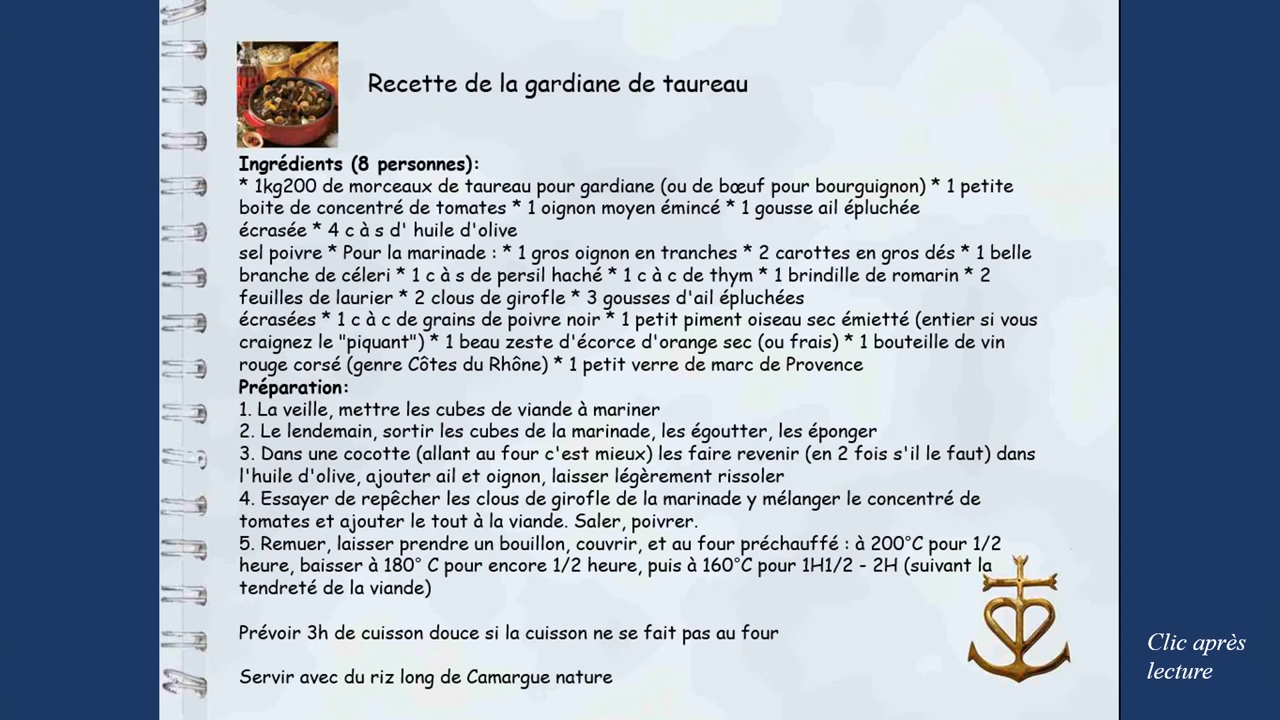 Recette de la gardiane de taureau
Ingrédients (8 personnes):
* 1kg200 de morceaux de taureau pour gardiane (ou de bœuf pour bourguignon) * 1 petite
boite de concentré de tomates * 1 oignon moyen émincé * 1 gousse ail épluchée
écrasée * 4 c à s d' huile d'olive
sel poivre * Pour la marinade : * 1 gros oignon en tranches * 2 carottes en gros dés * 1 belle
branche de céleri * 1 c à s de persil haché * 1 c à c de thym * 1 brindille de romarin * 2
feuilles de laurier * 2 clous de girofle * 3 gousses d'ail épluchées
écrasées * 1 c à c de grains de poivre noir * 1 petit piment oiseau sec émietté (entier si vous
craignez le "piquant") * 1 beau zeste d'écorce d'orange sec (ou frais) * 1 bouteille de vin
rouge corsé (genre Côtes du Rhône) * 1 petit verre de marc de Provence
Préparation:
1. La veille, mettre les cubes de viande à mariner
2. Le lendemain, sortir les cubes de la marinade, les égoutter, les éponger
3. Dans une cocotte (allant au four c'est mieux) les faire revenir (en 2 fois s'il le faut) dans
l'huile d'olive, ajouter ail et oignon, laisser légèrement rissoler
4. Essayer de repêcher les clous de girofle de la marinade y mélanger le concentré de
tomates et ajouter le tout à la viande. Saler, poivrer.
5. Remuer, laisser prendre un bouillon, couvrir, et au four préchauffé : à 200°C pour 1/2
heure, baisser à 180° C pour encore 1/2 heure, puis à 160°C pour 1H1/2 - 2H (suivant la
tendreté de la viande)
Prévoir 3h de cuisson douce si la cuisson ne se fait pas au four
Servir avec du riz long de Camargue nature
Clic après
lecture